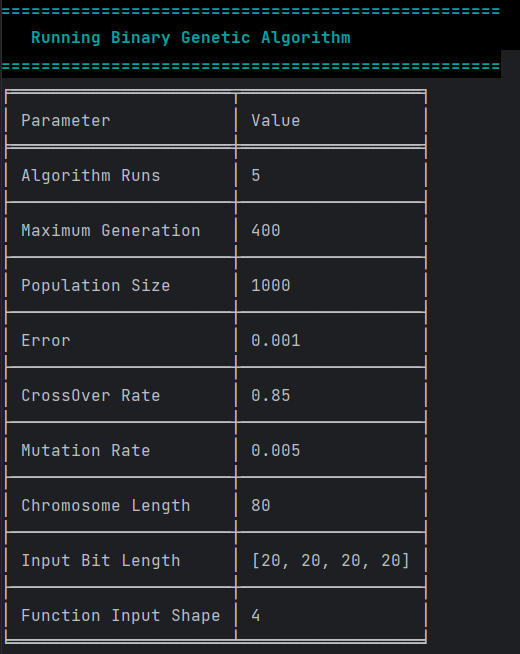 ==================================================
Running Binary Genetic Algorithm
==================================================
Parameter Value
Algorithm Runs 5
Maximum Generation 400
Population Size 1000
Error 0.001
CrossOver Rate 0.85
Mutation Rate 0.005
Chromosome Length 80
Input Bit Length [20, 20, 20, 20]
Function Input Shape 4